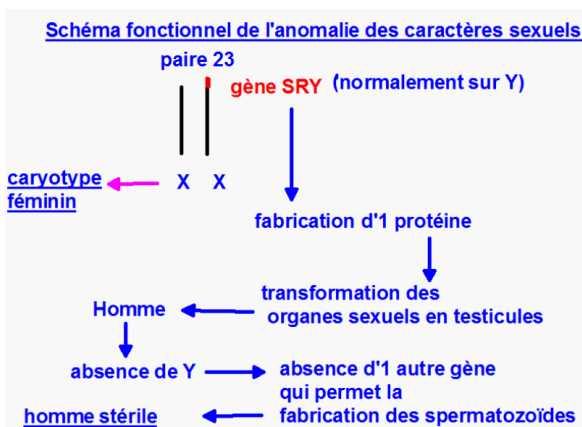 Schéma fonctionnel de l'anomalie des caractères sexuels
paire 23
gène SRY (normalement sur Y)
caryotype
féminin
X X
fabrication d'1 protéine
transformation des
organes sexuels en testicules
Homme
absence de Y
absence d'1 autre gène
qui permet la
fabrication des spermatozoïdes
homme stérile